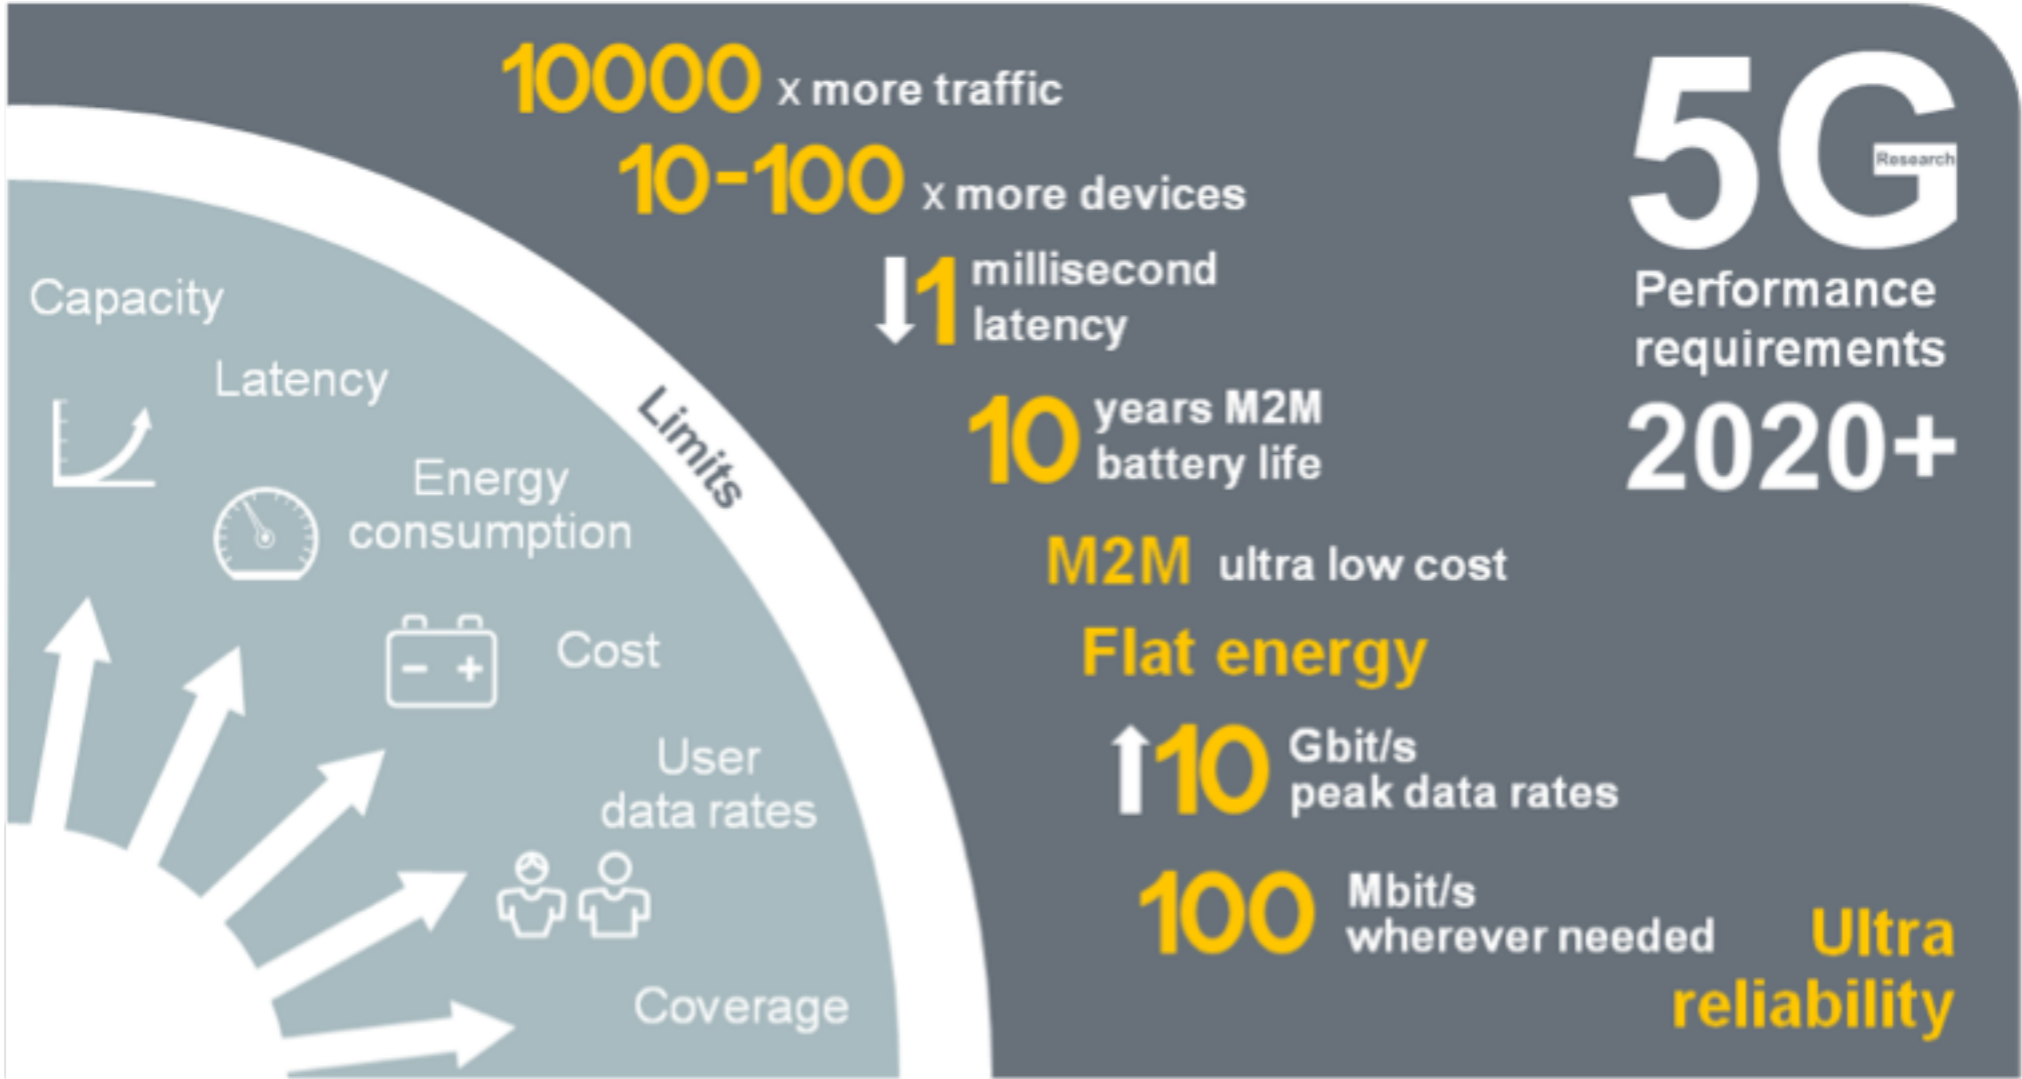 10000 x more traffic
10-100 x more devices
1 millisecond
latency
10 years M2M
battery life
M2M ultra low cost
Flat energy
10 Gbit/s
peak data rates
100 Mbit/s
wherever needed
Ultra
reliability
5G
Research
Performance
requirements
2020+
Limits
Capacity
Latency
Energy
consumption
Cost
- +
User
data rates
Coverage